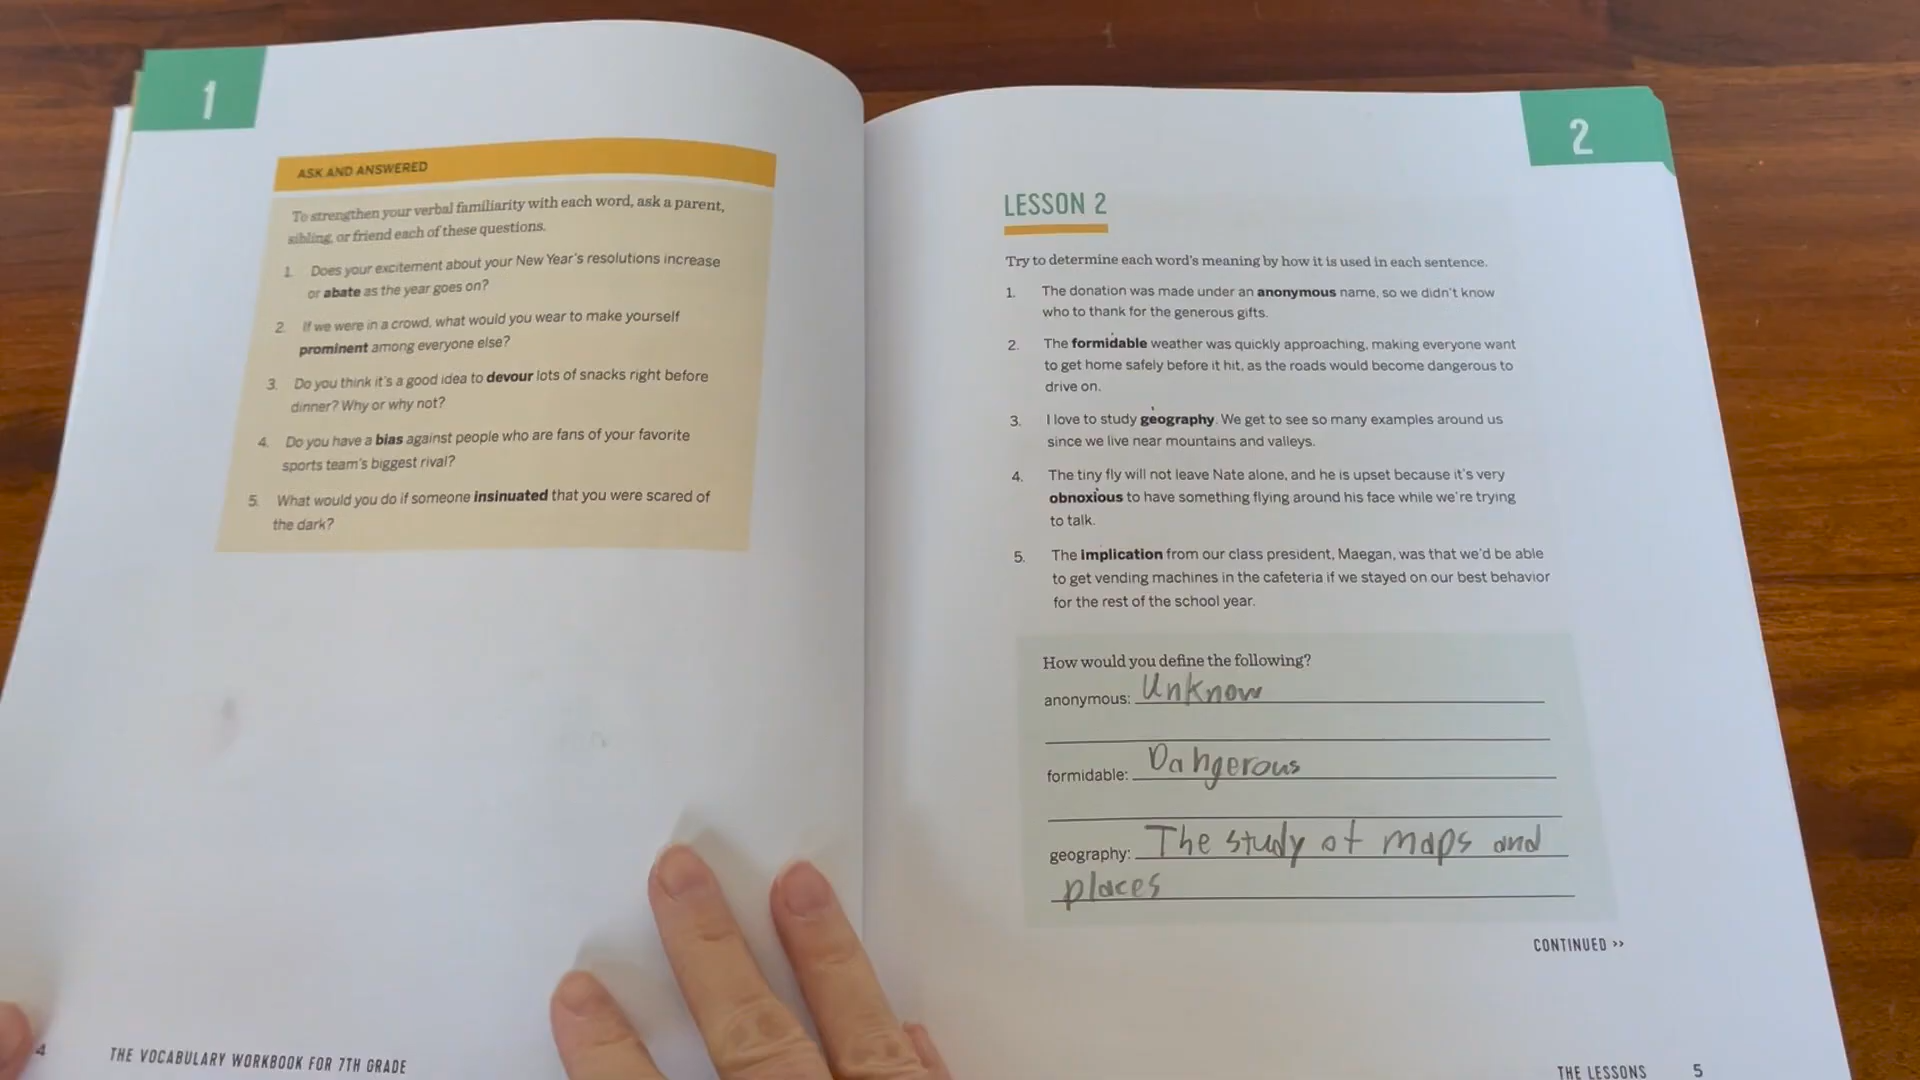 1
ASK AND ANSWERED
To strengthen your verbal familiarity with each word, ask a parent,
sibling, or friend each of these questions.
1. Does your excitement about your New Year's resolutions increase
or abate as the year goes on?
2. If we were in a crowd, what would you wear to make yourself
prominent among everyone else?
3. Do you think it's a good idea to devour lots of snacks right before
dinner? Why or why not?
4. Do you have a bias against people who are fans of your favorite
sports team's biggest rival?
5. What would you do if someone insinuated that you were scared of
the dark?
4 THE VOCABULARY WORKBOOK FOR 7TH GRADE
2
LESSON 2
Try to determine each word's meaning by how it is used in each sentence.
1. The donation was made under an anonymous name, so we didn't know
who to thank for the generous gifts.
2. The formidable weather was quickly approaching, making everyone want
to get home safely before it hit, as the roads would become dangerous to
drive on.
3. I love to study geography. We get to see so many examples around us
since we live near mountains and valleys.
4. The tiny fly will not leave Nate alone, and he is upset because it's very
obnoxious to have something flying around his face while we're trying
to talk.
5. The implication from our class president, Maegan, was that we'd be able
to get vending machines in the cafeteria if we stayed on our best behavior
for the rest of the school year.
How would you define the following?
anonymous: Unknow
formidable: Dangerous
geography: The study of maps and
places
CONTINUED >>
THE LESSONS 5